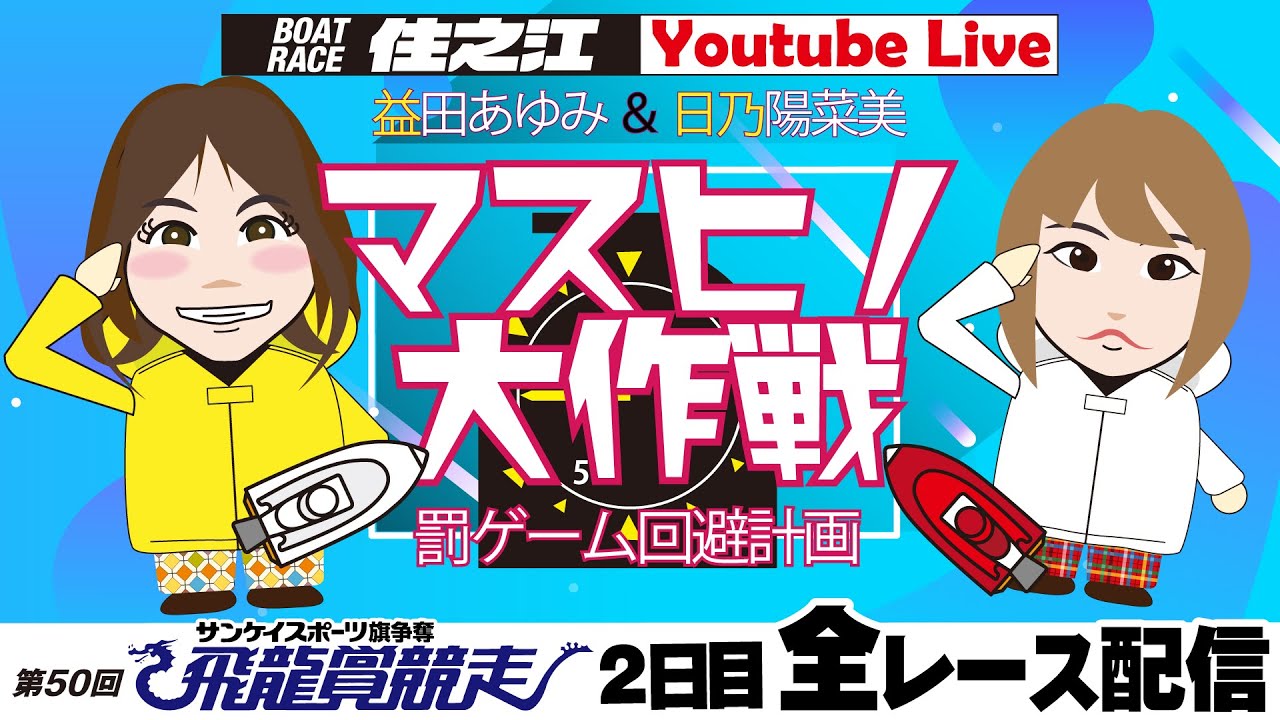 BOAT RACE 住之江 Youtube Live
益田あゆみ & 日乃陽菜美
マスヒノ
大作戦
5
罰ゲーム回避計画
サンケイスポーツ旗争奪
第50回 飛龍賞競走 2日目 全レース配信